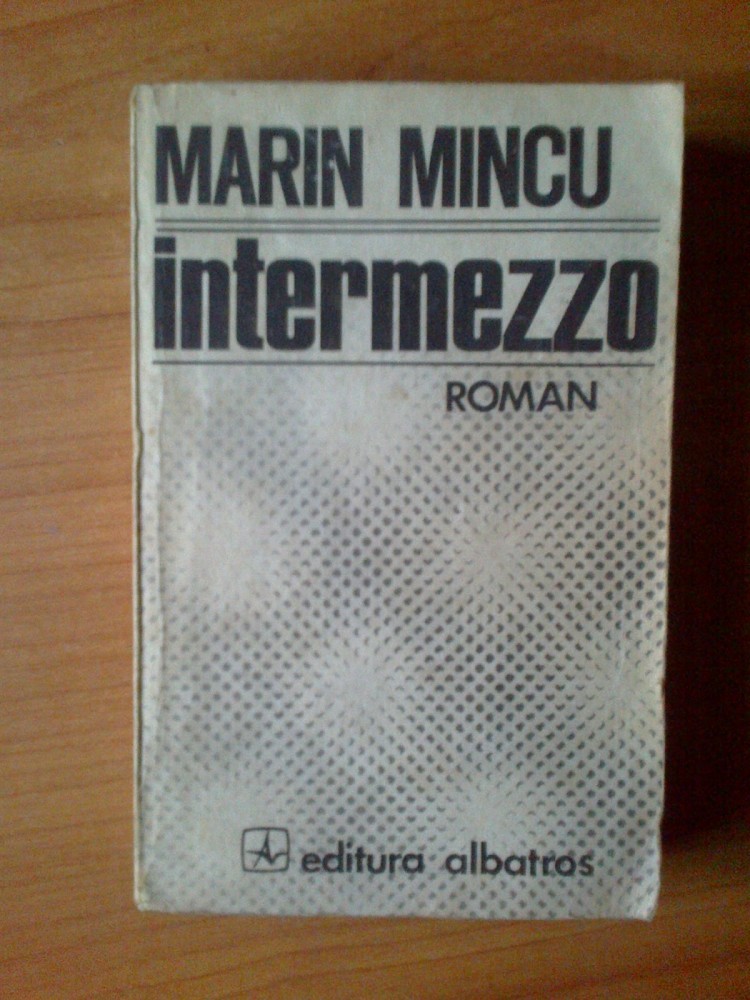 MARIN MINCU
intermezzo
ROMAN
editura albatros